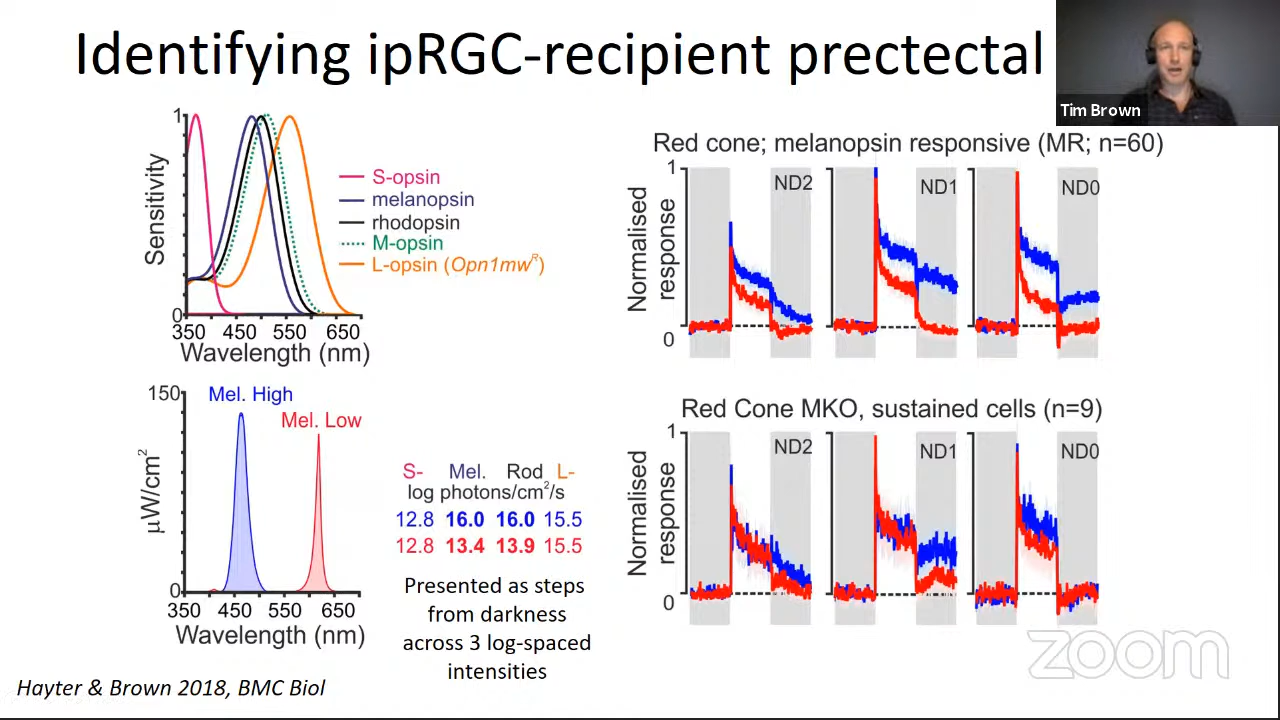 Identifying ipRGC-recipient prectectal
Tim Brown
1
Sensitivity
0
350 450 550 650
Wavelength (nm)
S-opsin
melanopsin
rhodopsin
M-opsin
L-opsin (Opn1mwᴿ)
150
µW/cm²
0
350 450 550 650
Wavelength (nm)
Mel. High
Mel. Low
S- Mel. Rod L-
log photons/cm²/s
12.8 16.0 16.0 15.5
12.8 13.4 13.9 15.5
Presented as steps
from darkness
across 3 log-spaced
intensities
Red cone; melanopsin responsive (MR; n=60)
1
Normalised
response
0
ND2 ND1 ND0
Red Cone MKO, sustained cells (n=9)
1
Normalised
response
0
ND2 ND1 ND0
Hayter & Brown 2018, BMC Biol
zoom